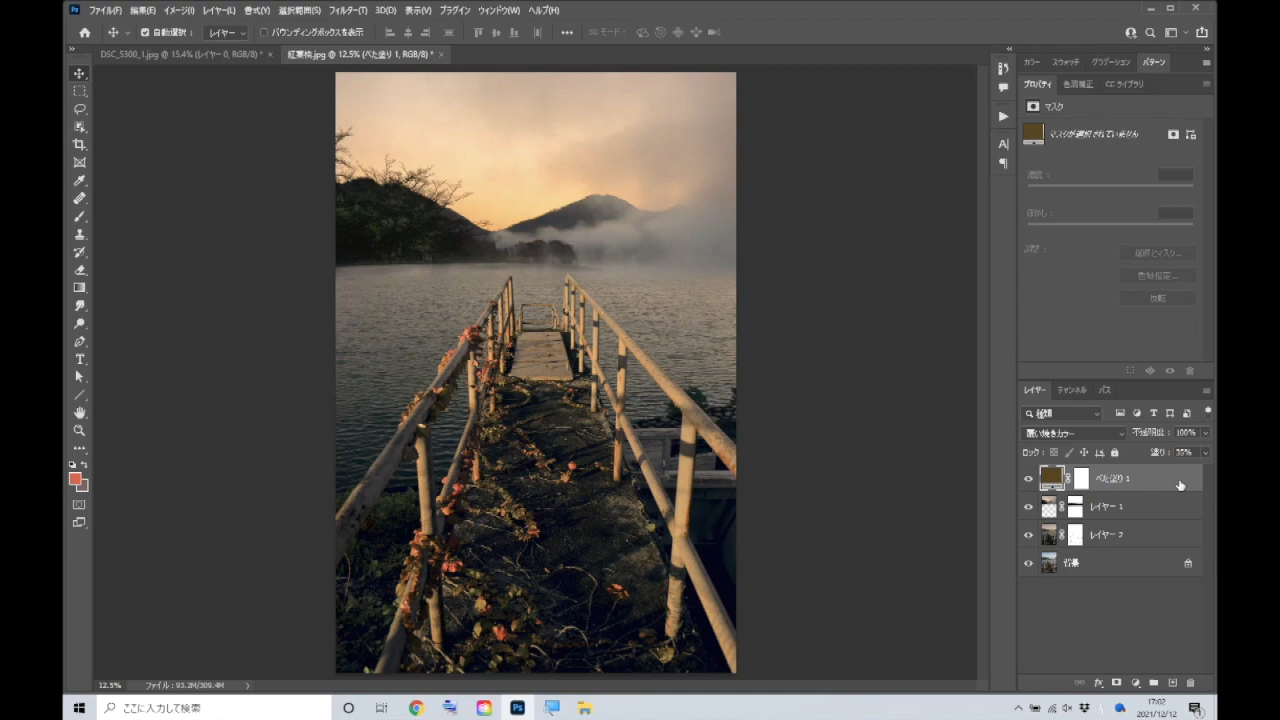 Ps ファイル(F) 編集(E) イメージ(I) レイヤー(L) 書式(Y) 選択範囲(S) フィルター(T) 3D(D) 表示(V) プラグイン ウィンドウ(W) ヘルプ(H)
自動選択： レイヤー バウンディングボックスを表示 ••• 3D モード：
DSC_5300_1.jpg @ 15.4% (レイヤー 0, RGB/8) * ×
紅葉橋.jpg @ 12.5% (べた塗り 1, RGB/8) * ×
カラー スウォッチ グラデーション パターン
プロパティ 色調補正 CC ライブラリ
マスク
マスクが選択されていません
濃度：
ぼかし：
選択とマスク...
色域指定...
反転
レイヤー チャンネル パス
種類
覆い焼きカラー 不透明度： 100%
ロック： 塗り： 35%
べた塗り 1
レイヤー 1
レイヤー 2
背景
12.5% ファイル : 93.2M/309.4M
ここに入力して検索
Ps
17:02
2021/12/12